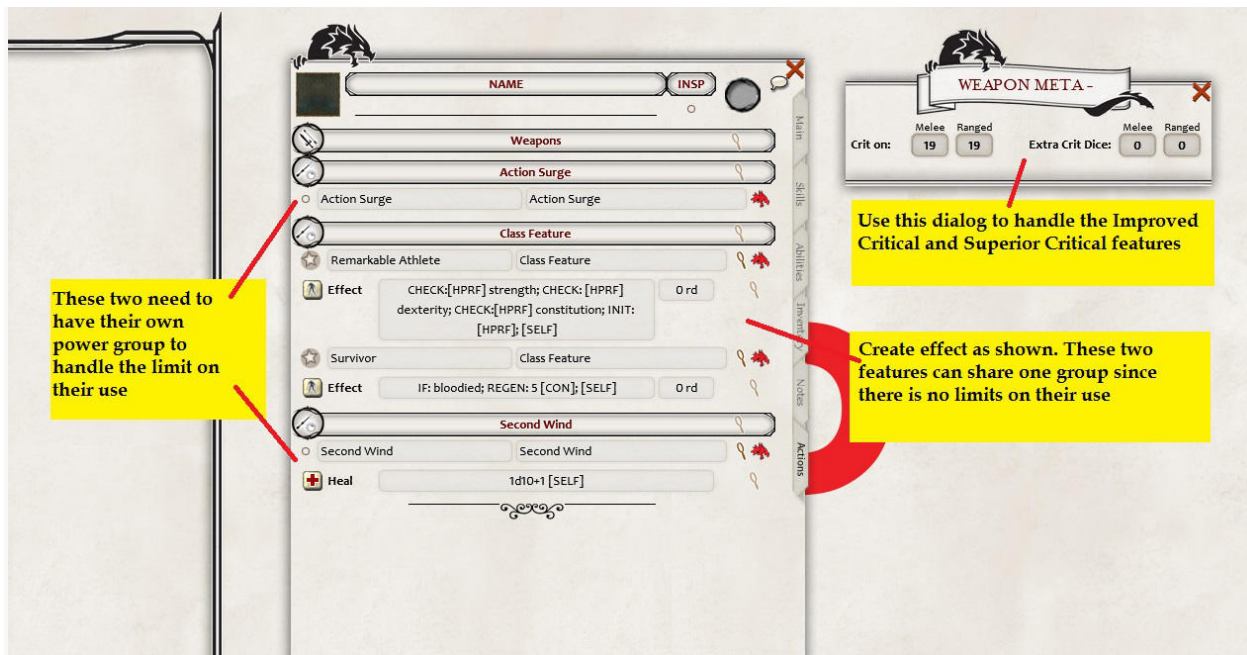 NAME
INSP
Weapons
Action Surge
Action Surge
Action Surge
Class Feature
Remarkable Athlete
Class Feature
Effect
CHECK:[HPRF] strength; CHECK: [HPRF]
dexterity; CHECK:[HPRF] constitution; INIT:
[HPRF]; [SELF]
0 rd
Survivor
Class Feature
Effect
IF: bloodied; REGEN: 5 [CON]; [SELF]
0 rd
Second Wind
Second Wind
Second Wind
Heal
1d10+1 [SELF]
Main
Skills
Abilities
Inventory
Notes
Actions
These two need to
have their own
power group to
handle the limit on
their use
WEAPON META -
Melee Ranged
Crit on: 19 19
Melee Ranged
Extra Crit Dice: 0 0
Use this dialog to handle the Improved
Critical and Superior Critical features
Create effect as shown. These two
features can share one group since
there is no limits on their use